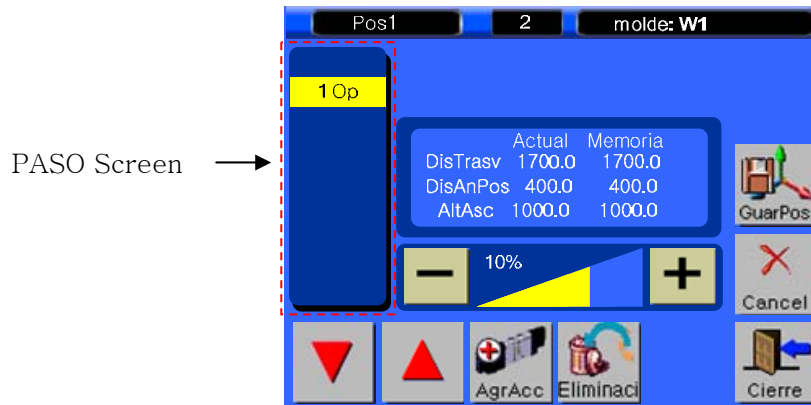 Pos1 2 molde: W1
1 Op
PASO Screen
Actual Memoria
DisTrasv 1700.0 1700.0
DisAnPos 400.0 400.0
AltAsc 1000.0 1000.0
GuarPos
10%
Cancel
AgrAcc Eliminaci Cierre